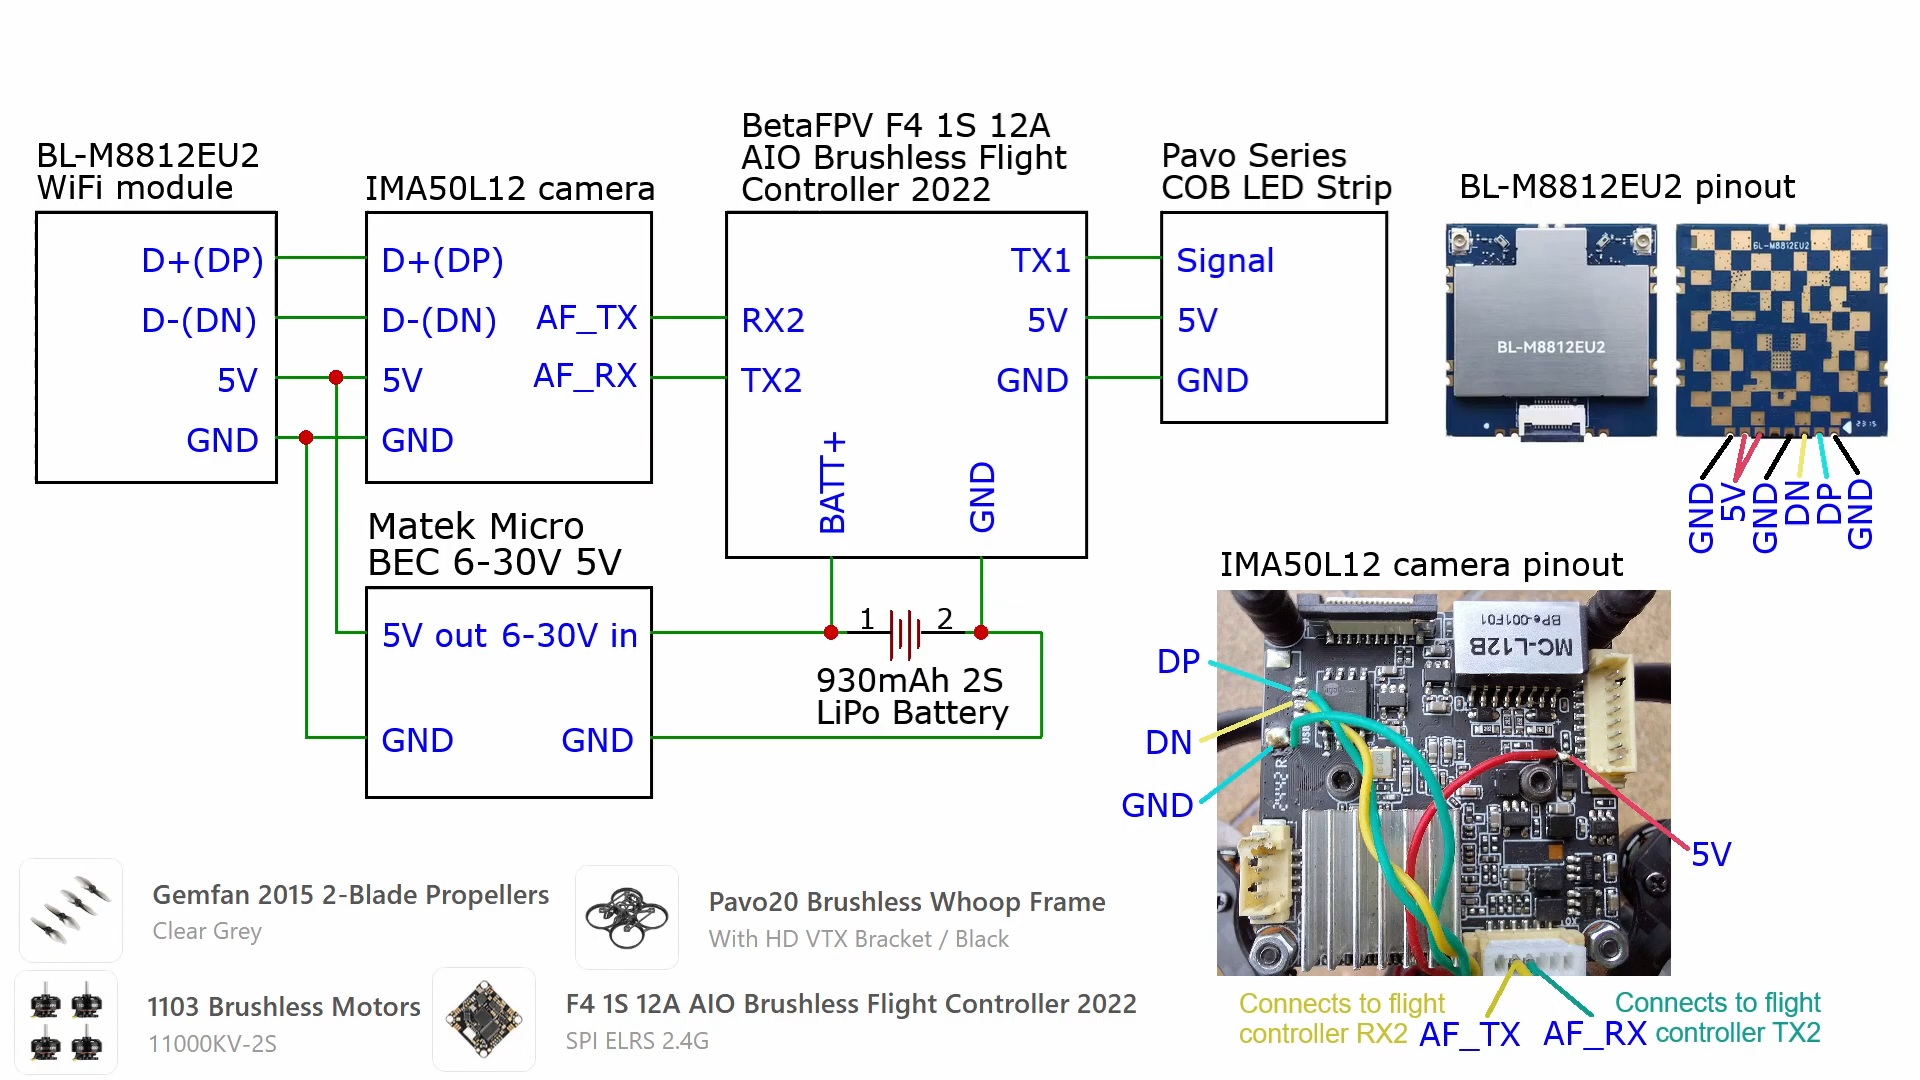 BL-M8812EU2
WiFi module
D+(DP)
D-(DN)
5V
GND
IMA50L12 camera
D+(DP)
D-(DN)
5V
GND
AF_TX
AF_RX
BetaFPV F4 1S 12A
AIO Brushless Flight
Controller 2022
RX2
TX2
TX1
5V
GND
BATT+
GND
Pavo Series
COB LED Strip
Signal
5V
GND
BL-M8812EU2 pinout
BL-M8812EU2
BL-M8812EU2
2315
GND
5V
GND
DN
DP
GND
Matek Micro
BEC 6-30V 5V
5V out 6-30V in
GND GND
1 2
930mAh 2S
LiPo Battery
IMA50L12 camera pinout
BPe-001F01
MC-L12B
USB
DP
DN
GND
5V
Connects to flight
controller RX2
AF_TX
AF_RX
Connects to flight
controller TX2
Gemfan 2015 2-Blade Propellers
Clear Grey
Pavo20 Brushless Whoop Frame
With HD VTX Bracket / Black
1103 Brushless Motors
11000KV-2S
F4 1S 12A AIO Brushless Flight Controller 2022
SPI ELRS 2.4G